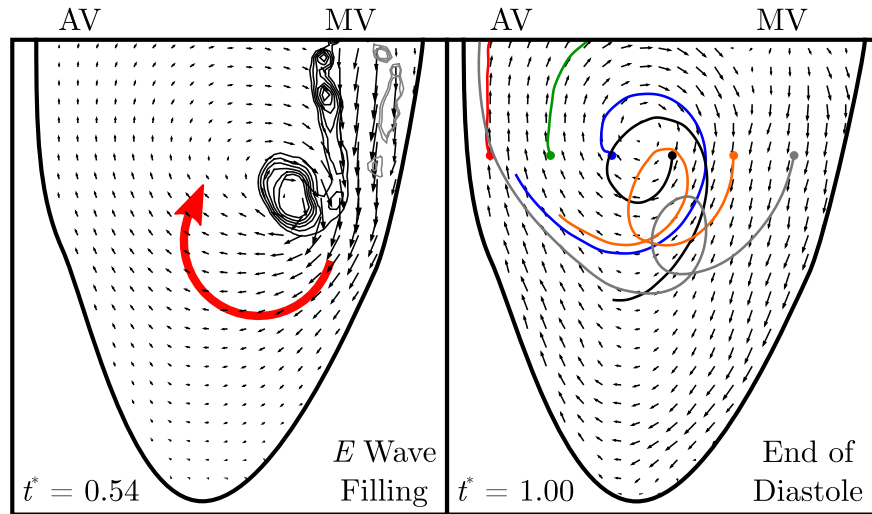 AV MV AV MV
E Wave
Filling
t* = 0.54
End of
Diastole
t* = 1.00